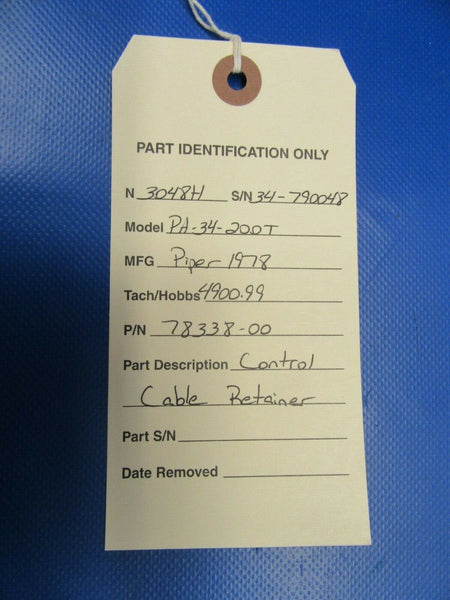 PART IDENTIFICATION ONLY
N 3048H S/N 34-790048
Model PA-34-200T
MFG Piper 1978
Tach/Hobbs 4900.99
P/N 78338-00
Part Description Control
Cable Retainer
Part S/N
Date Removed